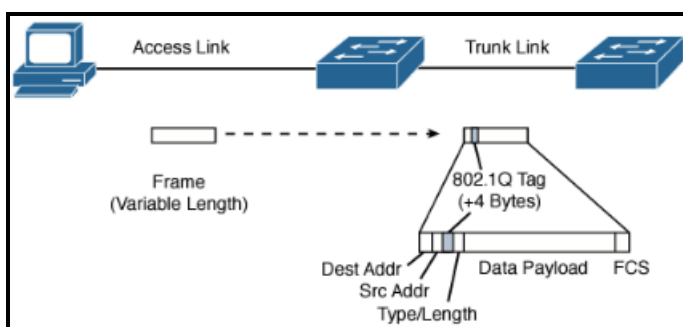 Access Link
Trunk Link
Frame
(Variable Length)
802.1Q Tag
(+4 Bytes)
Dest Addr
Data Payload
FCS
Src Addr
Type/Length